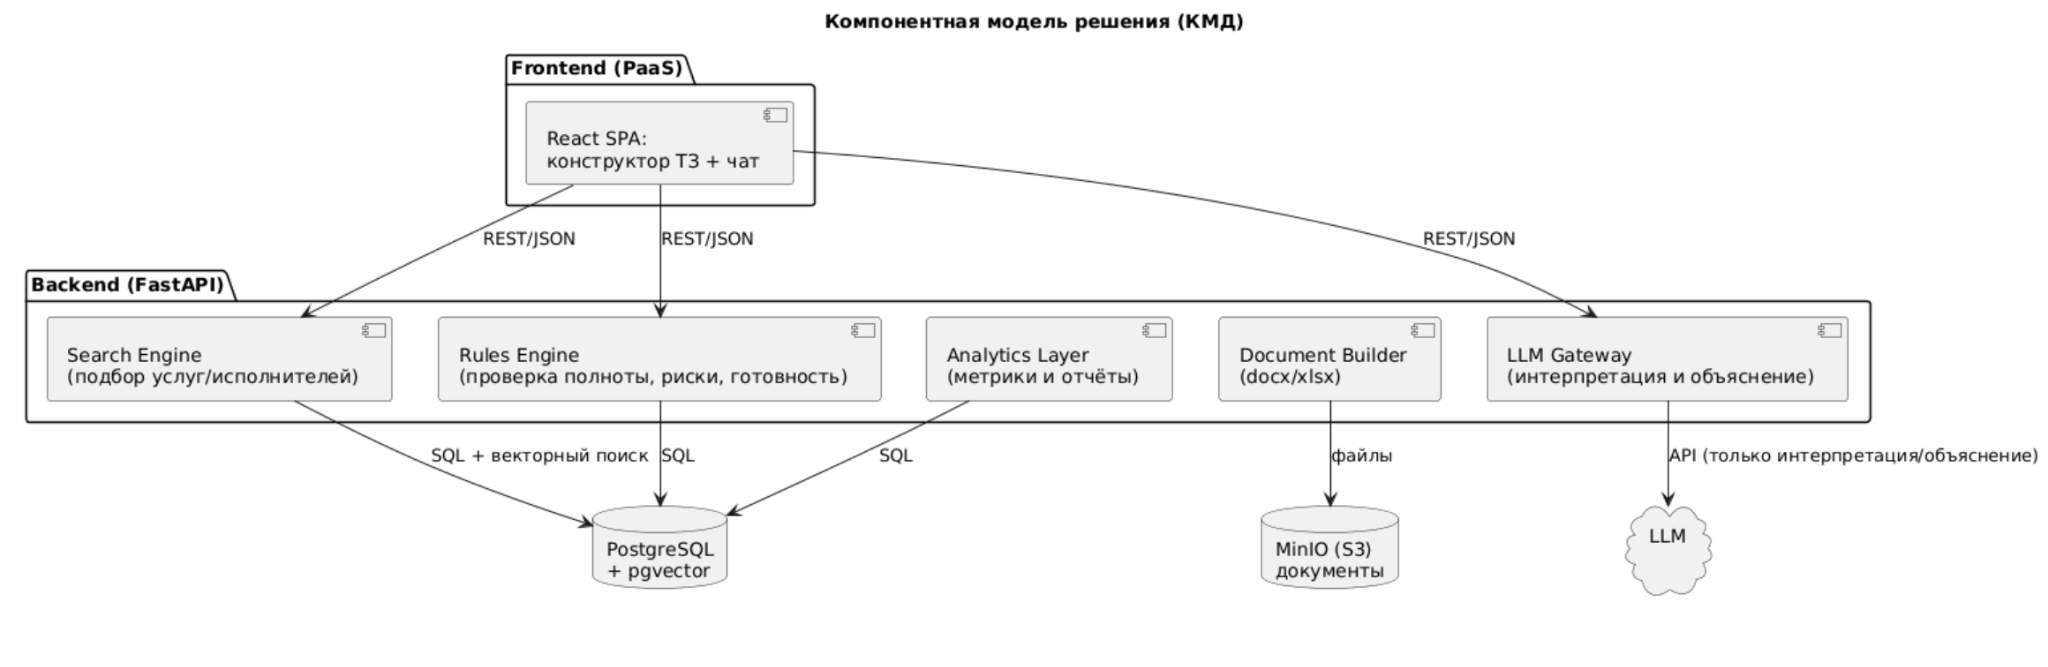 Компонентная модель решения (КМД)
Frontend (PaaS)
React SPA:
конструктор ТЗ + чат
REST/JSON
REST/JSON
REST/JSON
Backend (FastAPI)
Search Engine
(подбор услуг/исполнителей)
Rules Engine
(проверка полноты, риски, готовность)
Analytics Layer
(метрики и отчёты)
Document Builder
(docx/xlsx)
LLM Gateway
(интерпретация и объяснение)
SQL + векторный поиск
SQL
SQL
файлы
API (только интерпретация/объяснение)
PostgreSQL
+ pgvector
MinIO (S3)
документы
LLM